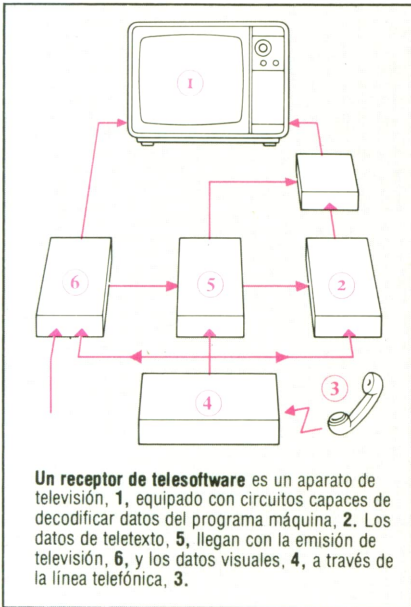 1
6
5
2
3
4
Un receptor de telesoftware es un aparato de
televisión, 1, equipado con circuitos capaces de
decodificar datos del programa máquina, 2. Los
datos de teletexto, 5, llegan con la emisión de
televisión, 6, y los datos visuales, 4, a través de
la línea telefónica, 3.